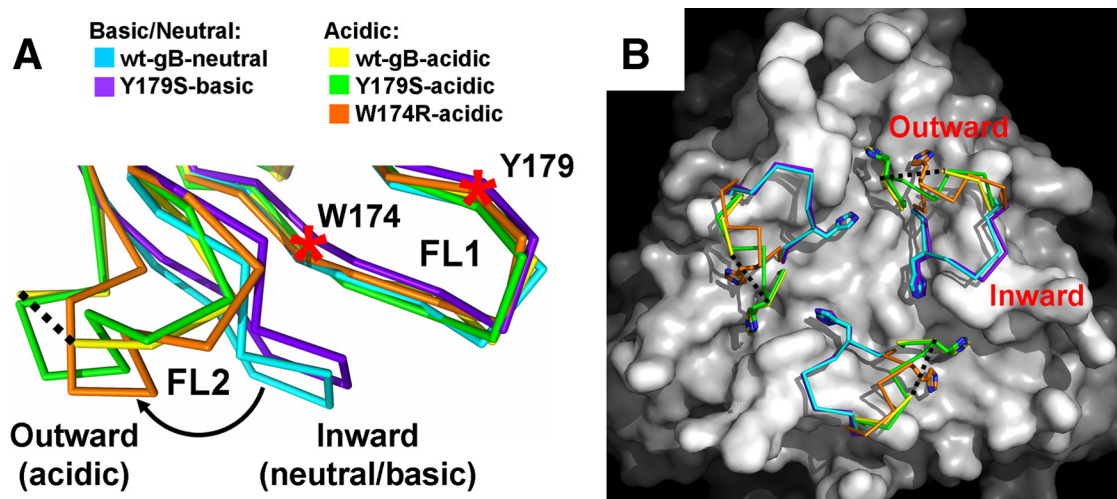 A
Basic/Neutral:
wt-gB-neutral
Y179S-basic
Acidic:
wt-gB-acidic
Y179S-acidic
W174R-acidic
Y179
W174
FL1
FL2
Outward
(acidic)
Inward
(neutral/basic)
B
Outward
Inward